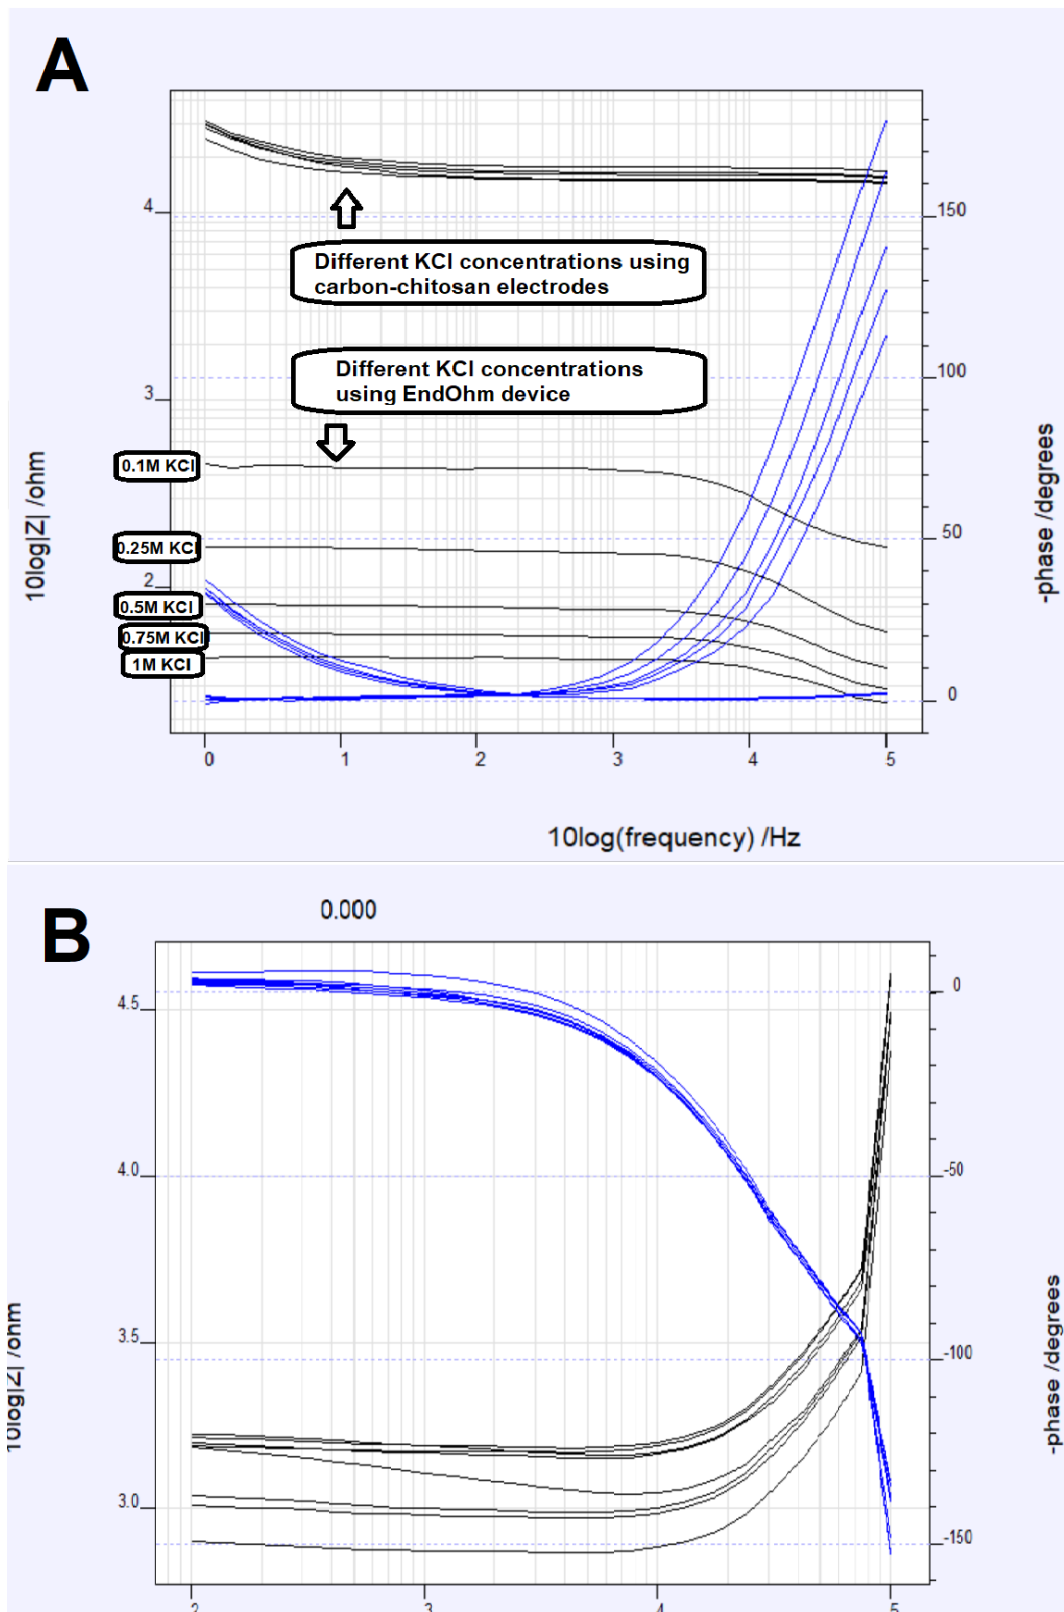 A
4
150
Different KCl concentrations using
carbon-chitosan electrodes
Different KCl concentrations
using EndOhm device
100
3
0.1M KCl
50
0.25M KCl
2
0.5M KCl
0.75M KCl
1M KCl
0
10log|Z| /ohm
-phase /degrees
0 1 2 3 4 5
10log(frequency) /Hz
B
0.000
4.5
0
4.0
-50
3.5
-100
3.0
-150
10log|Z| /ohm
-phase /degrees
2 3 4 5